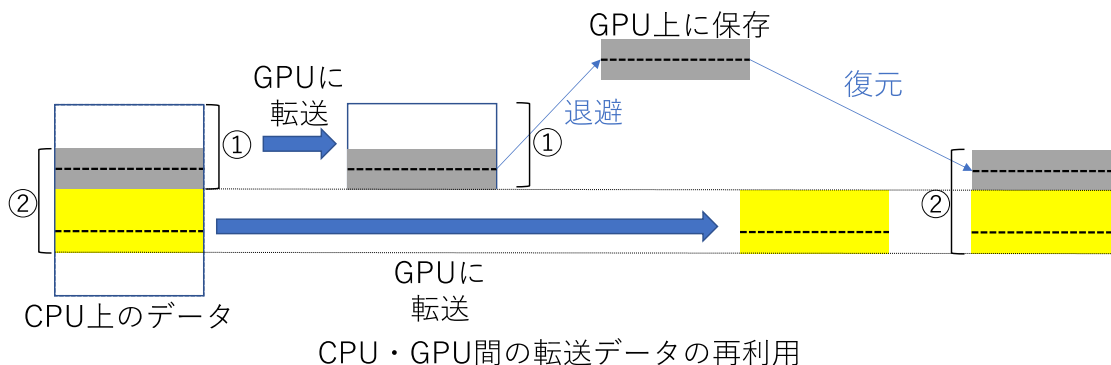 GPU上に保存
GPUに
転送
退避
復元
①
①
②
②
GPUに
転送
CPU上のデータ
CPU・GPU間の転送データの再利用